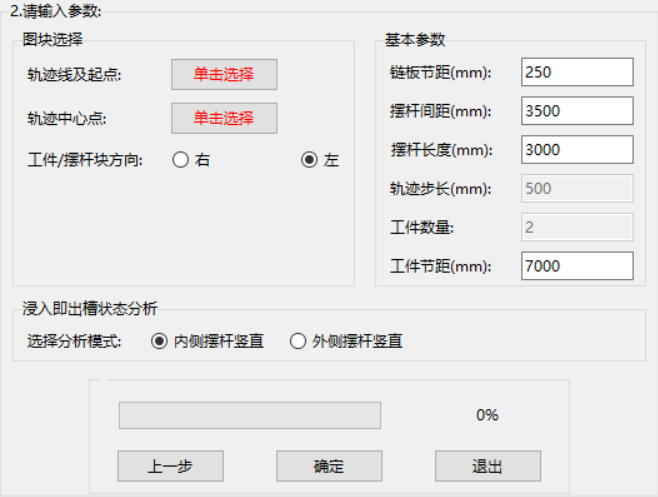 2.请输入参数:
图块选择
轨迹线及起点: 单击选择
轨迹中心点: 单击选择
工件/摆杆块方向: 右 左
基本参数
链板节距(mm): 250
摆杆间距(mm): 3500
摆杆长度(mm): 3000
轨迹步长(mm): 500
工件数量: 2
工件节距(mm): 7000
浸入即出槽状态分析
选择分析模式: 内侧摆杆竖直 外侧摆杆竖直
0%
上一步 确定 退出